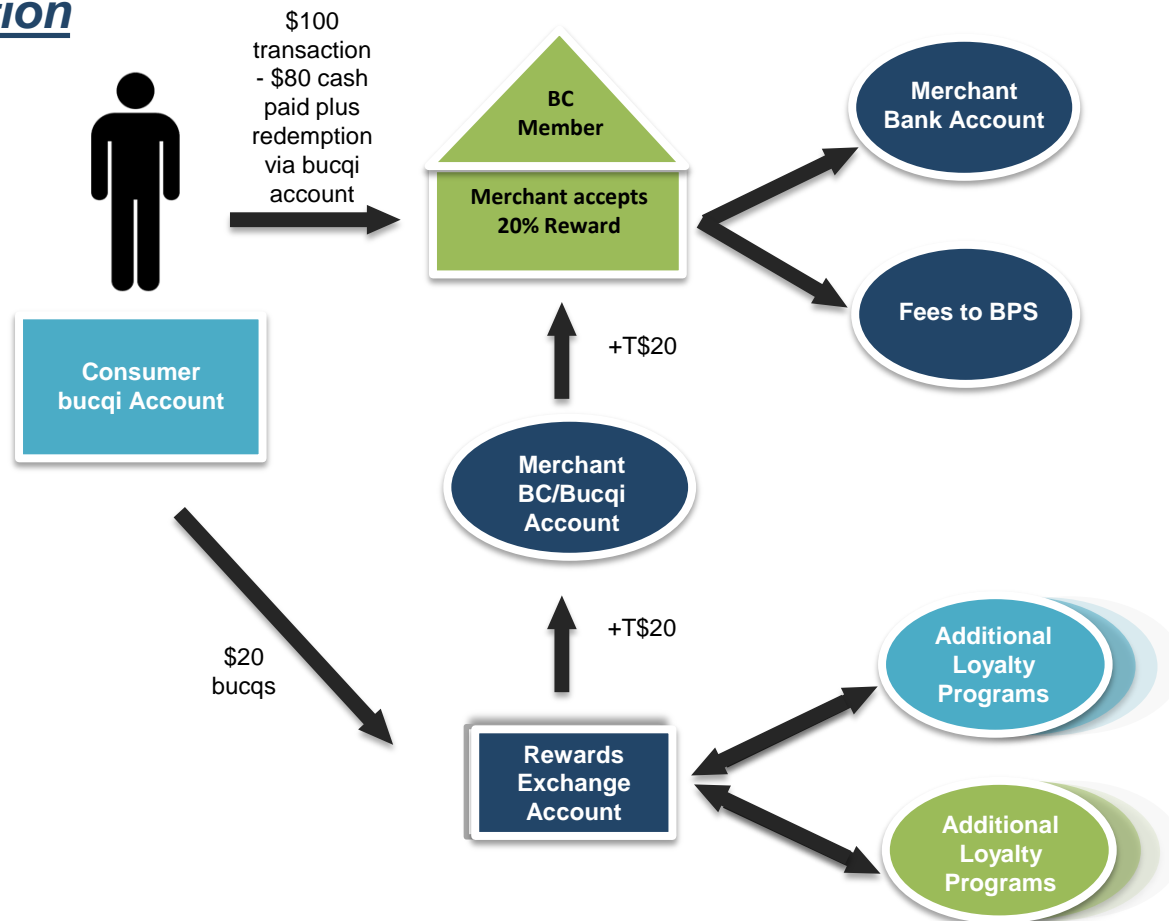 $100
transaction
- $80 cash
paid plus
redemption
via bucqi
account
BC
Member
Merchant accepts
20% Reward
Merchant
Bank Account
Fees to BPS
Consumer
bucqi Account
+T$20
Merchant
BC/Bucqi
Account
+T$20
$20
bucqs
Rewards
Exchange
Account
Additional
Loyalty
Programs
Additional
Loyalty
Programs